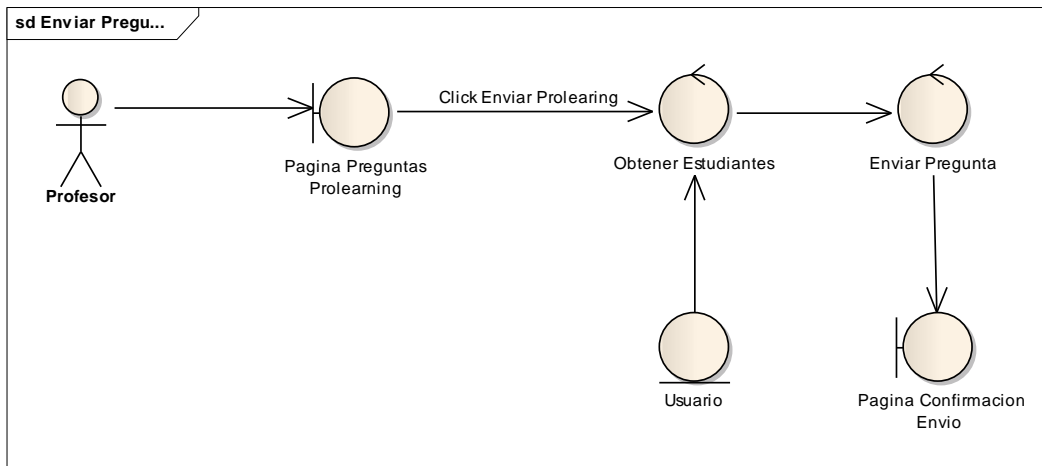 sd Enviar Pregu...
Click Enviar Prolearing
Profesor
Pagina Preguntas
Prolearning
Obtener Estudiantes
Enviar Pregunta
Usuario
Pagina Confirmacion
Envio